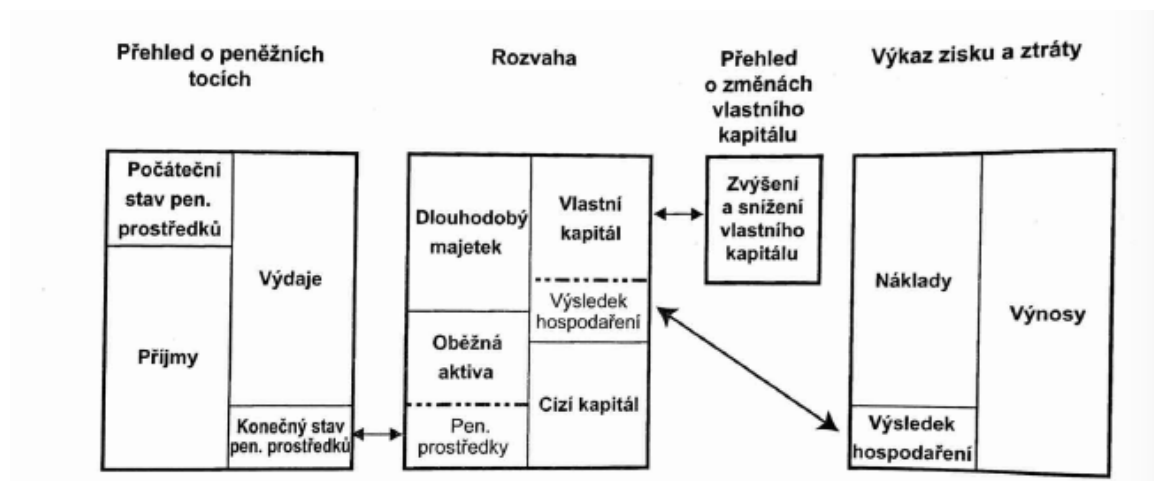 Přehled o peněžních
tocích
Rozvaha
Přehled
o změnách
vlastního
kapitálu
Výkaz zisku a ztráty
Počáteční
stav pen.
prostředků
Příjmy
Výdaje
Konečný stav
pen. prostředků
Dlouhodobý
majetek
Oběžná
aktiva
Pen.
prostředky
Vlastní
kapitál
Výsledek
hospodaření
Cizí kapitál
Zvýšení
a snížení
vlastního
kapitálu
Náklady
Výsledek
hospodaření
Výnosy